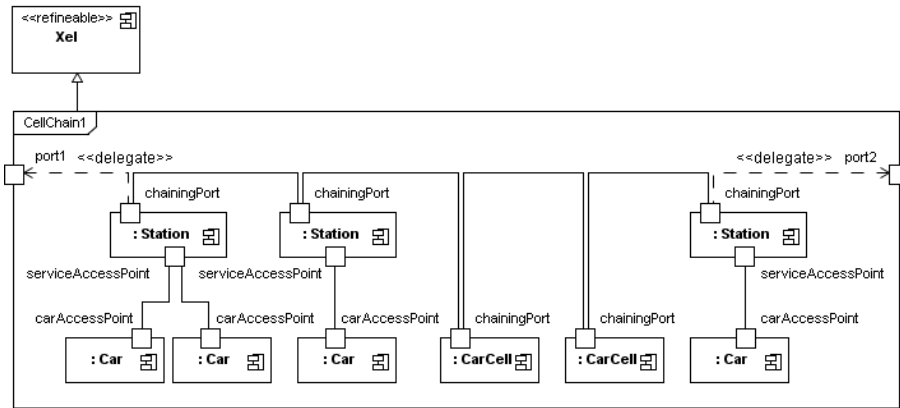 <<refineable>>
Xel
CellChain1
port1 <<delegate>> <<delegate>> port2
chainingPort chainingPort chainingPort
: Station : Station : Station
serviceAccessPoint serviceAccessPoint serviceAccessPoint
carAccessPoint carAccessPoint carAccessPoint chainingPort chainingPort carAccessPoint
: Car : Car : Car : CarCell : CarCell : Car